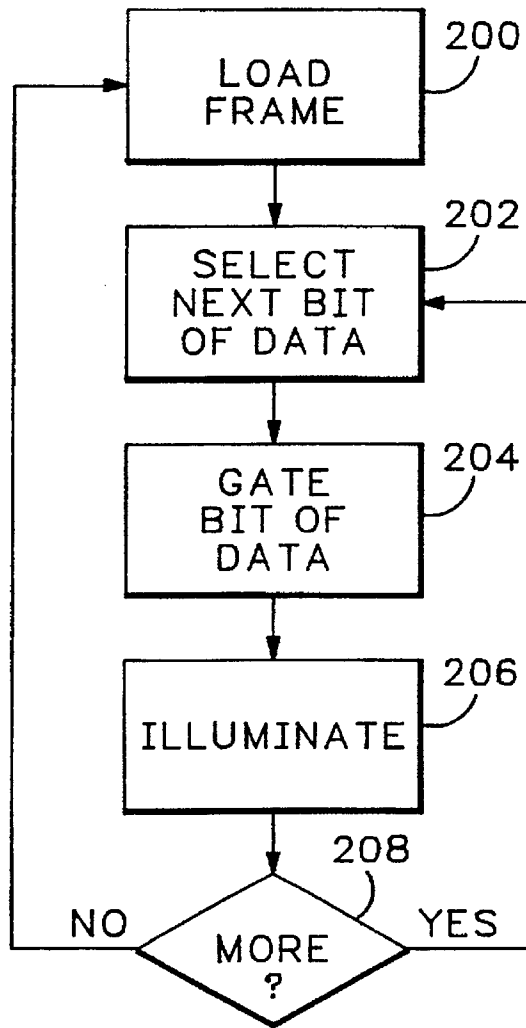 200
LOAD
FRAME
202
SELECT
NEXT BIT
OF DATA
204
GATE
BIT OF
DATA
206
ILLUMINATE
208
NO
YES
MORE
?